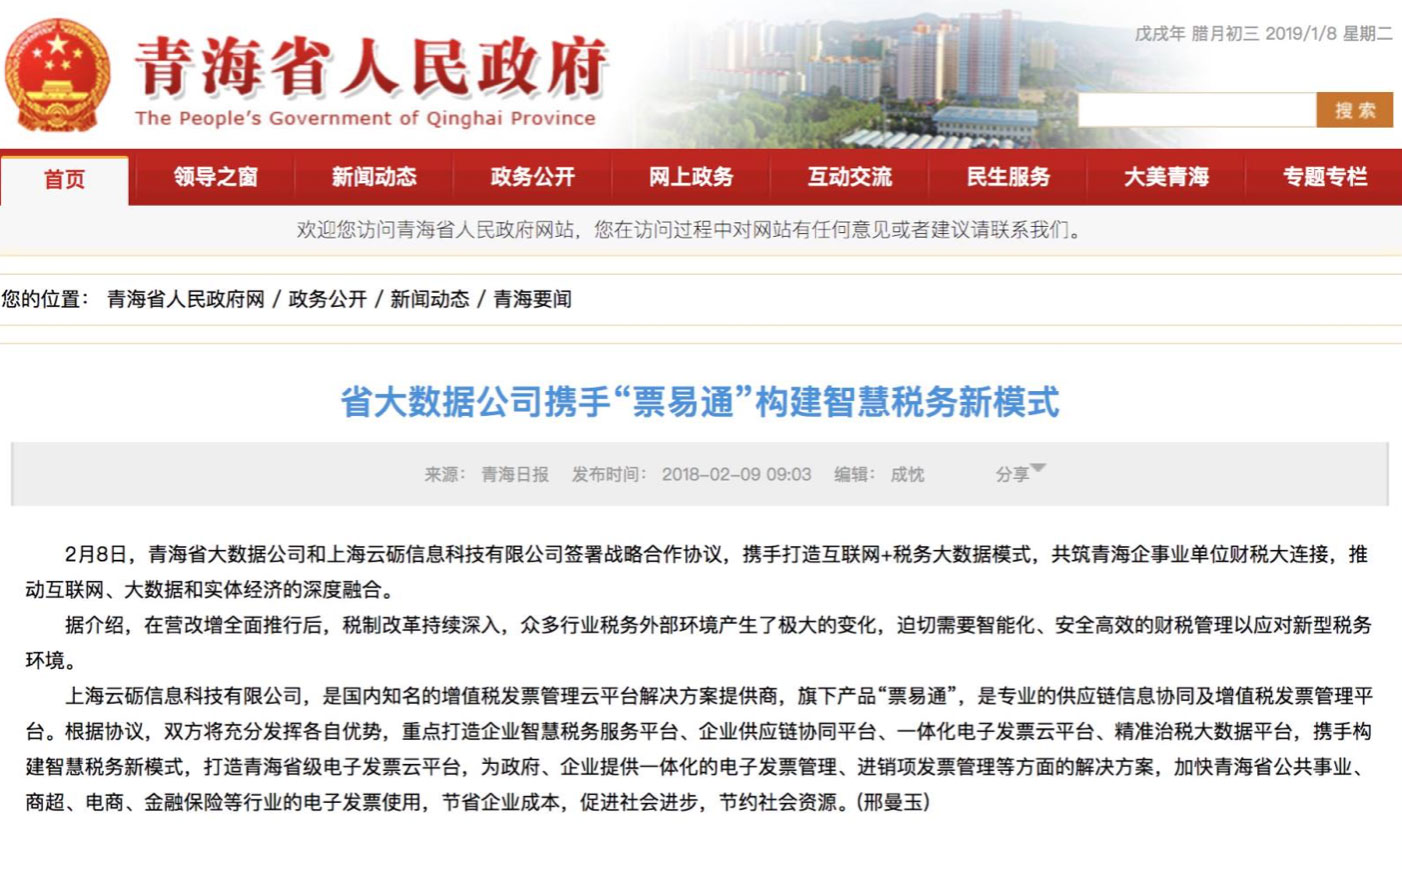 戊戌年 腊月初三 2019/1/8 星期二
青海省人民政府
The People's Government of Qinghai Province
搜 索
首页 领导之窗 新闻动态 政务公开 网上政务 互动交流 民生服务 大美青海 专题专栏
欢迎您访问青海省人民政府网站，您在访问过程中对网站有任何意见或者建议请联系我们。
您的位置： 青海省人民政府网 / 政务公开 / 新闻动态 / 青海要闻
省大数据公司携手“票易通”构建智慧税务新模式
来源： 青海日报 发布时间： 2018-02-09 09:03 编辑： 成忱 分享
2月8日，青海省大数据公司和上海云砺信息科技有限公司签署战略合作协议，携手打造互联网+税务大数据模式，共筑青海企事业单位财税大连接，推
动互联网、大数据和实体经济的深度融合。
据介绍，在营改增全面推行后，税制改革持续深入，众多行业税务外部环境产生了极大的变化，迫切需要智能化、安全高效的财税管理以应对新型税务
环境。
上海云砺信息科技有限公司，是国内知名的增值税发票管理云平台解决方案提供商，旗下产品“票易通”，是专业的供应链信息协同及增值税发票管理平
台。根据协议，双方将充分发挥各自优势，重点打造企业智慧税务服务平台、企业供应链协同平台、一体化电子发票云平台、精准治税大数据平台，携手构
建智慧税务新模式，打造青海省级电子发票云平台，为政府、企业提供一体化的电子发票管理、进销项发票管理等方面的解决方案，加快青海省公共事业、
商超、电商、金融保险等行业的电子发票使用，节省企业成本，促进社会进步，节约社会资源。(邢曼玉)